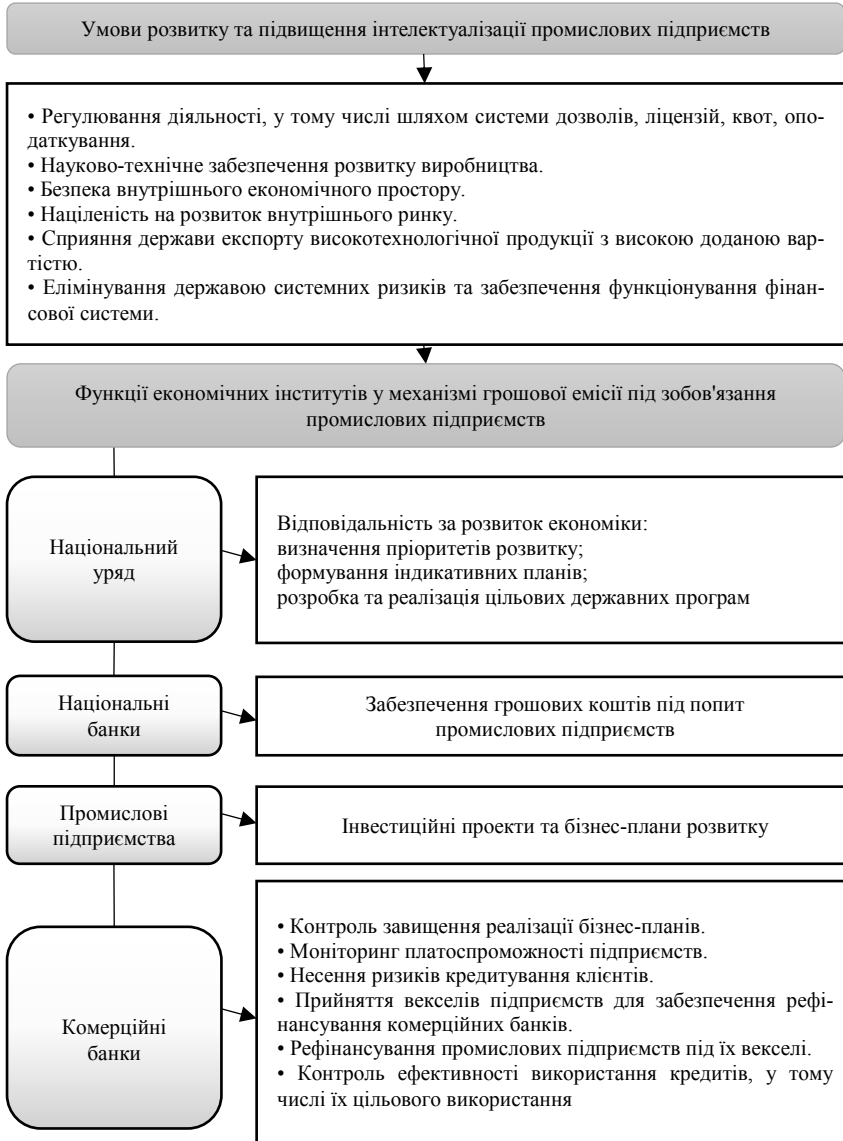 Умови розвитку та підвищення інтелектуалізації промислових підприємств
• Регулювання діяльності, у тому числі шляхом системи дозволів, ліцензій, квот, опо-
даткування.
• Науково-технічне забезпечення розвитку виробництва.
• Безпека внутрішнього економічного простору.
• Націленість на розвиток внутрішнього ринку.
• Сприяння держави експорту високотехнологічної продукції з високою доданою вар-
тістю.
• Елімінування державою системних ризиків та забезпечення функціонування фінан-
сової системи.
Функції економічних інститутів у механізмі грошової емісії під зобов'язання
промислових підприємств
Національний
уряд
Відповідальність за розвиток економіки:
визначення пріоритетів розвитку;
формування індикативних планів;
розробка та реалізація цільових державних програм
Національні
банки
Забезпечення грошових коштів під попит
промислових підприємств
Промислові
підприємства
Інвестиційні проекти та бізнес-плани розвитку
Комерційні
банки
• Контроль завищення реалізації бізнес-планів.
• Моніторинг платоспроможності підприємств.
• Несення ризиків кредитування клієнтів.
• Прийняття векселів підприємств для забезпечення рефі-
нансування комерційних банків.
• Рефінансування промислових підприємств під їх векселі.
• Контроль ефективності використання кредитів, у тому
числі їх цільового використання